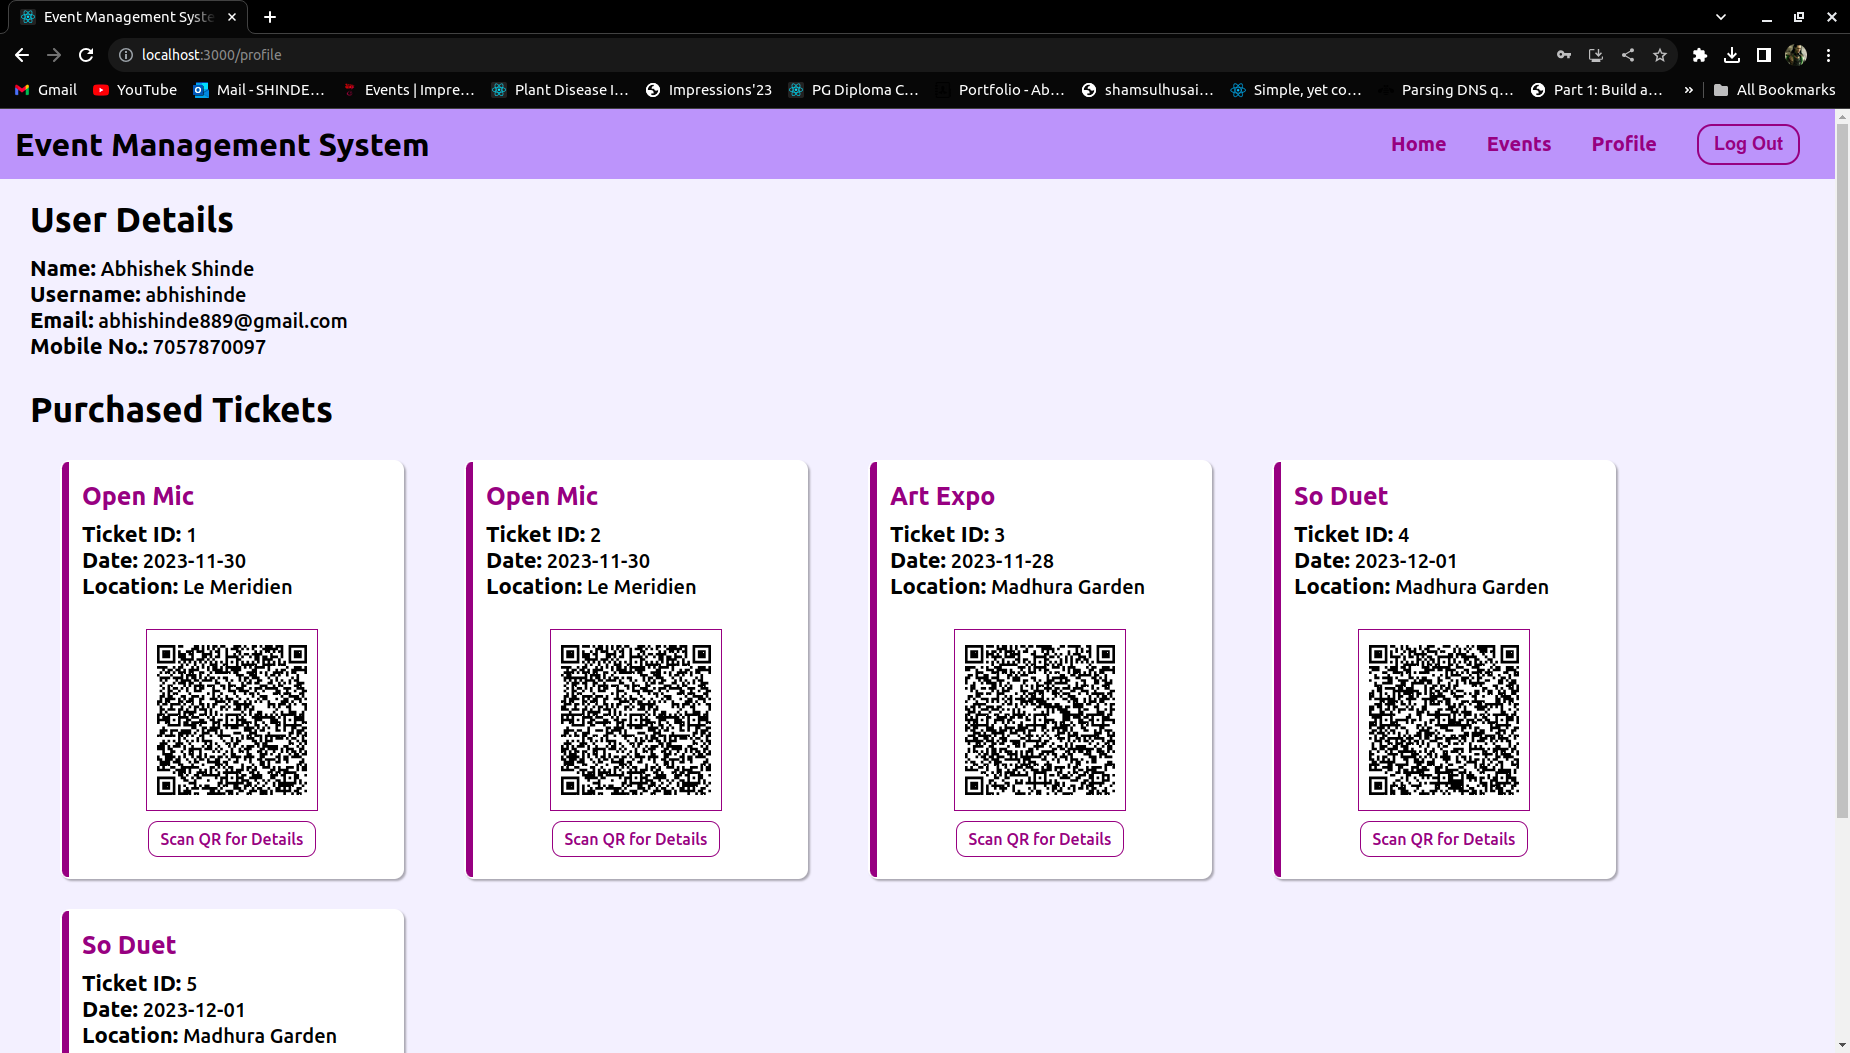 Event Management Syste
localhost:3000/profile
Gmail YouTube Mail - SHINDE... Events | Impre... Plant Disease I... Impressions'23 PG Diploma C... Portfolio - Ab... shamsulhusai... Simple, yet co... Parsing DNS q... Part 1: Build a... » All Bookmarks
Event Management System
Home Events Profile Log Out
User Details
Name: Abhishek Shinde
Username: abhishinde
Email: abhishinde889@gmail.com
Mobile No.: 7057870097
Purchased Tickets
Open Mic
Ticket ID: 1
Date: 2023-11-30
Location: Le Meridien
Scan QR for Details
Open Mic
Ticket ID: 2
Date: 2023-11-30
Location: Le Meridien
Scan QR for Details
Art Expo
Ticket ID: 3
Date: 2023-11-28
Location: Madhura Garden
Scan QR for Details
So Duet
Ticket ID: 4
Date: 2023-12-01
Location: Madhura Garden
Scan QR for Details
So Duet
Ticket ID: 5
Date: 2023-12-01
Location: Madhura Garden